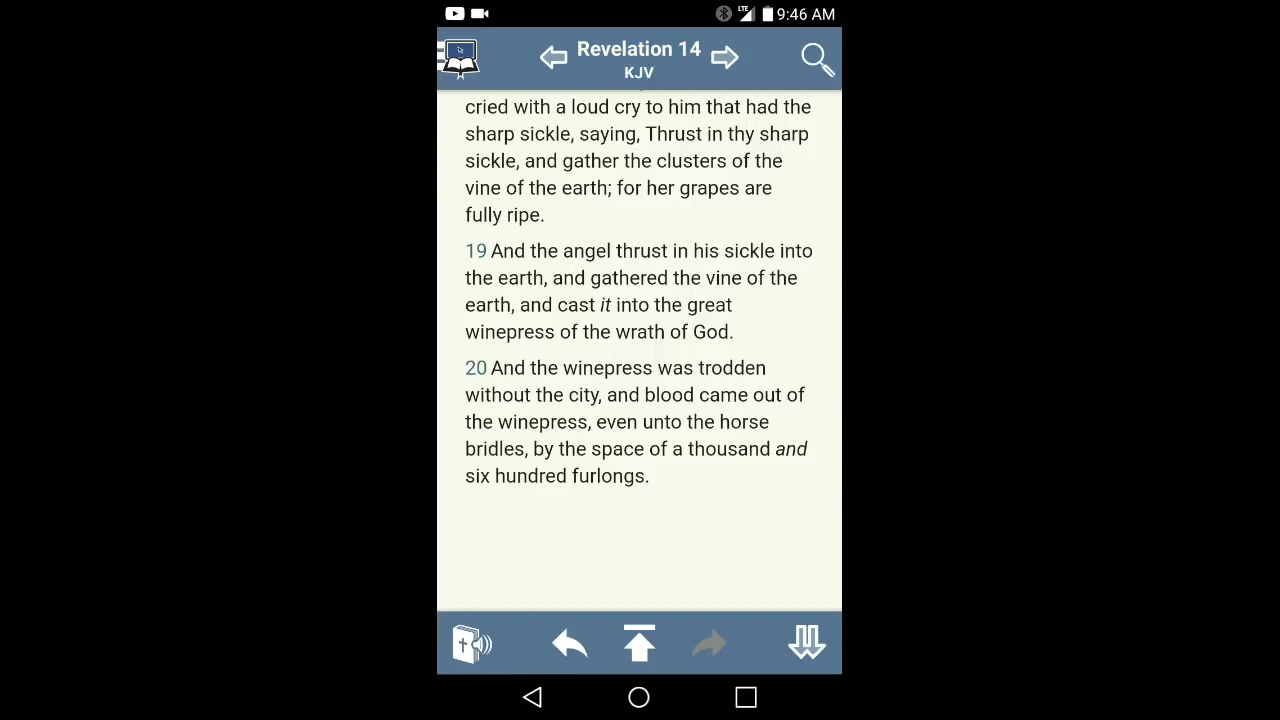 LTE 9:46 AM
Revelation 14
KJV
cried with a loud cry to him that had the
sharp sickle, saying, Thrust in thy sharp
sickle, and gather the clusters of the
vine of the earth; for her grapes are
fully ripe.
19 And the angel thrust in his sickle into
the earth, and gathered the vine of the
earth, and cast it into the great
winepress of the wrath of God.
20 And the winepress was trodden
without the city, and blood came out of
the winepress, even unto the horse
bridles, by the space of a thousand and
six hundred furlongs.